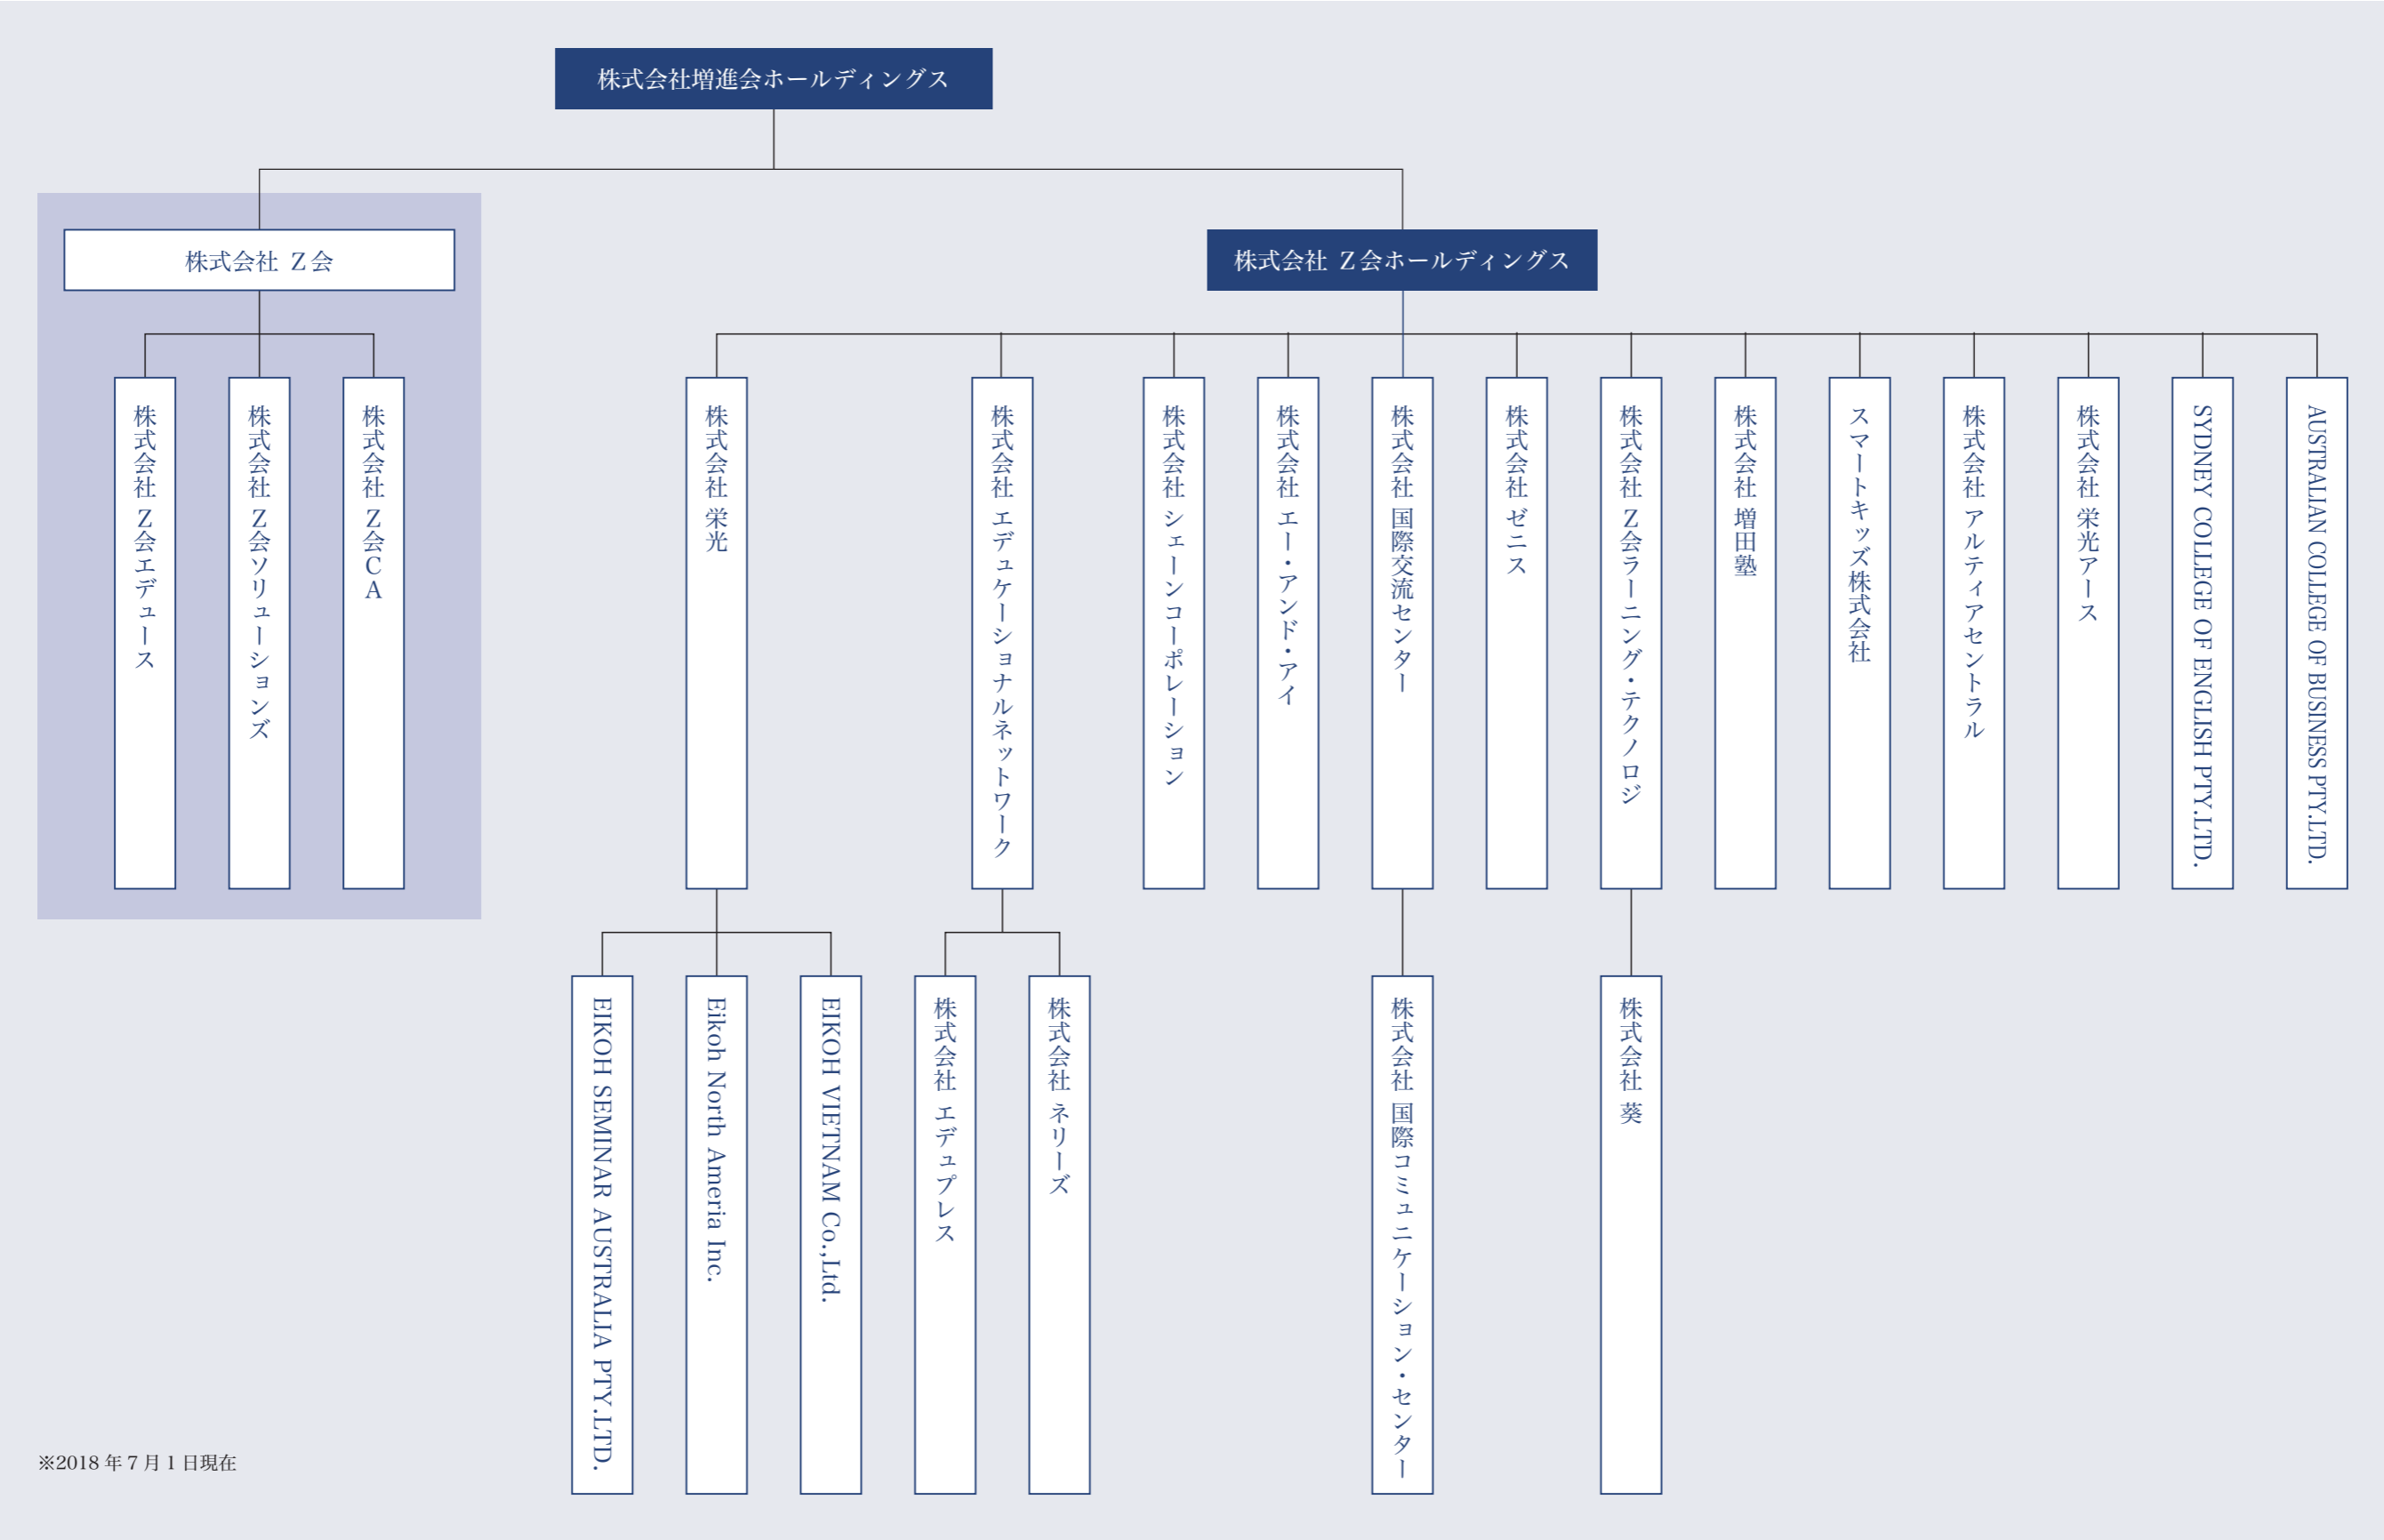 株式会社増進会ホールディングス
株式会社 Z会
株式会社 Z会ホールディングス
株式会社 Z会エデュース
株式会社 Z会ソリューションズ
株式会社 Z会CA
株式会社 栄光
株式会社 エデュケーショナルネットワーク
株式会社 シェーンコーポレーション
株式会社 エー・アンド・アイ
株式会社 国際交流センター
株式会社 ゼニス
株式会社 Z会ラーニング・テクノロジ
株式会社 増田塾
スマートキッズ株式会社
株式会社 アルティアセントラル
株式会社 栄光アース
SYDNEY COLLEGE OF ENGLISH PTY.LTD.
AUSTRALIAN COLLEGE OF BUSINESS PTY.LTD.
EIKOH SEMINAR AUSTRALIA PTY.LTD.
Eikoh North Ameria Inc.
EIKOH VIETNAM Co.,Ltd.
株式会社 エデュプレス
株式会社 ネリーズ
株式会社 国際コミュニケーション・センター
株式会社 葵
※2018 年 7 月 1 日現在